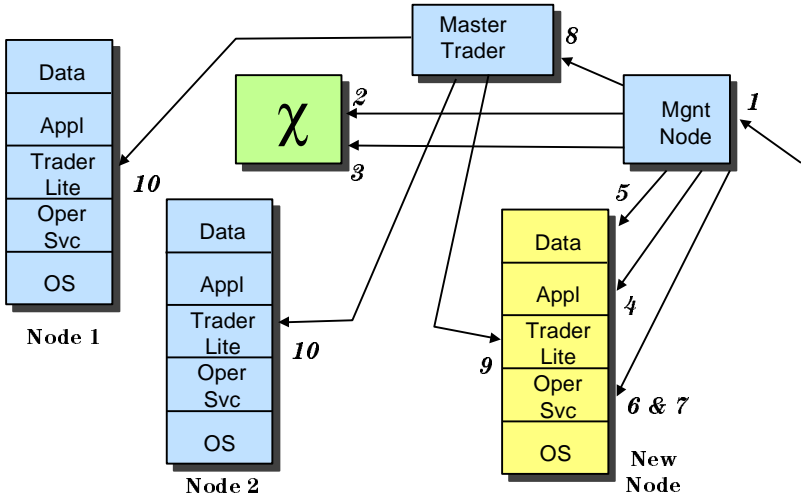 Master
Trader
8
Mgnt
Node
1
χ
2
3
Data
Appl
Trader
Lite
Oper
Svc
OS
10
Node 1
Data
Appl
Trader
Lite
Oper
Svc
OS
10
Node 2
5
Data
Appl
4
Trader
Lite
9
Oper
Svc
6 & 7
OS
New
Node